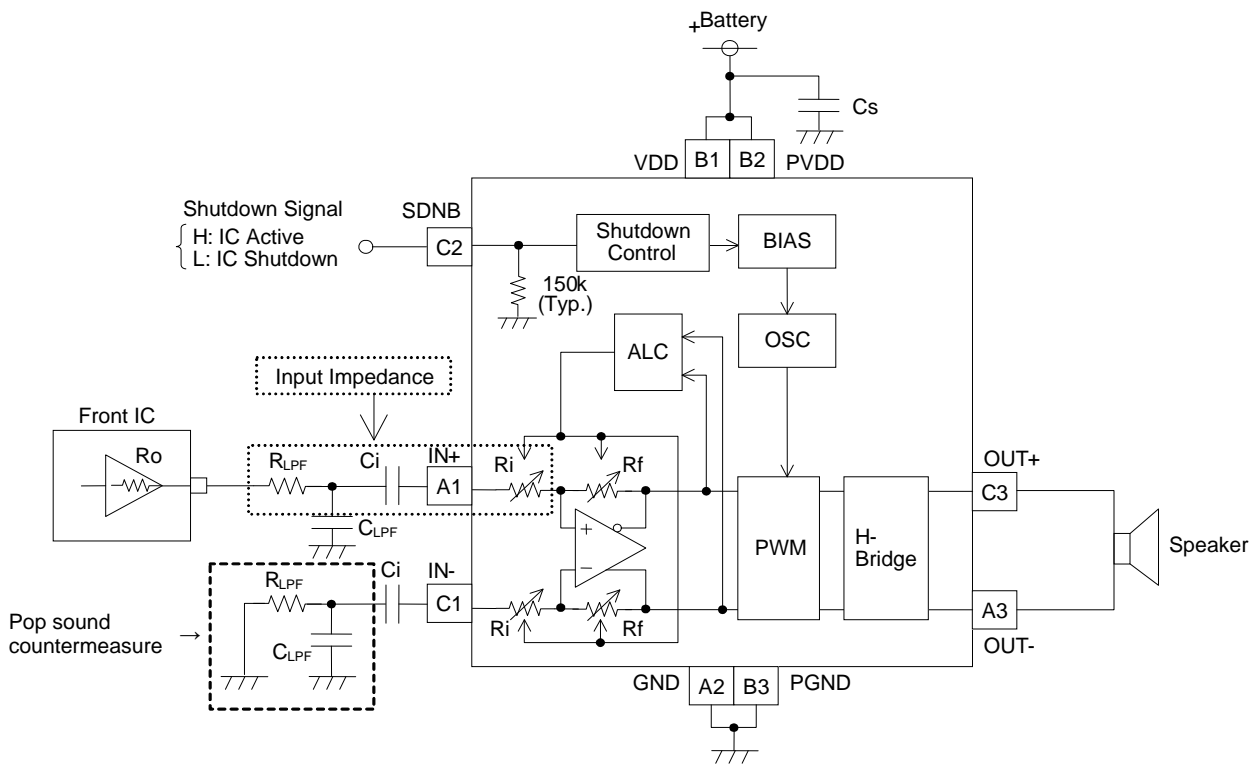 +Battery
Cs
VDD
B1
B2
PVDD
Shutdown Signal
H: IC Active
L: IC Shutdown
SDNB
C2
Shutdown
Control
BIAS
150k
(Typ.)
ALC
OSC
Input Impedance
Front IC
Ro
RLPF
Ci
IN+
A1
Ri
Rf
OUT+
C3
CLPF
+
−
PWM
H-
Bridge
Speaker
RLPF
Ci
IN-
C1
Ri
Rf
A3
OUT-
Pop sound →
countermeasure
CLPF
GND
A2
B3
PGND